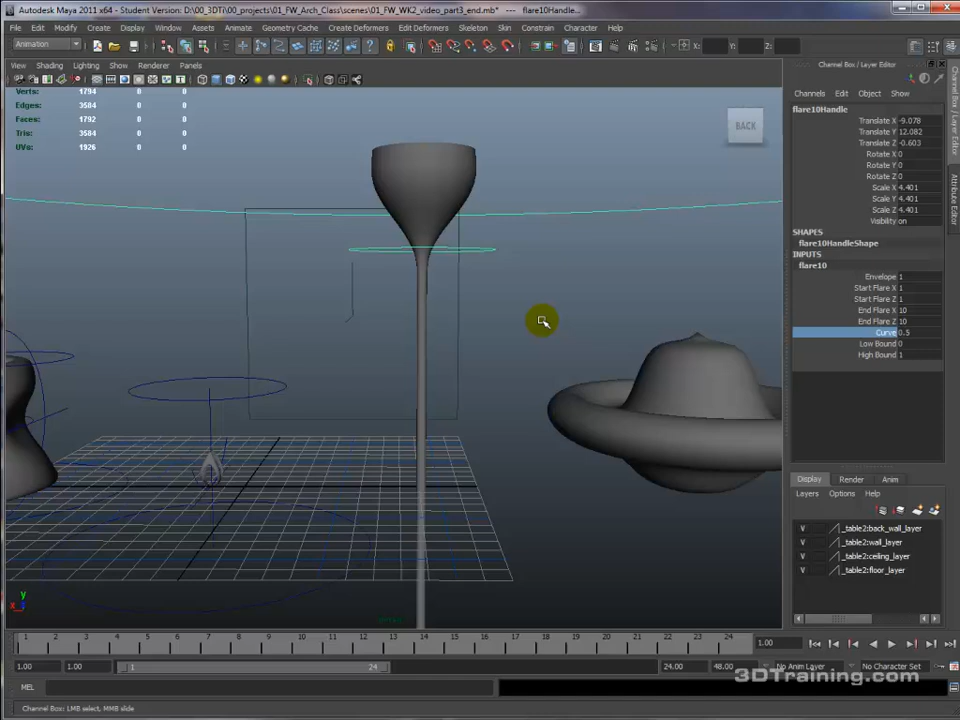 Autodesk Maya 2011 x64 - Student Version: D:\00_3DTi\00_projects\01_FW_Arch_Class\scenes\01_FW_WK2_video_part3_end.mb* --- flare10Handle...
File Edit Modify Create Display Window Assets Animate Geometry Cache Create Deformers Edit Deformers Skeleton Skin Constrain Character Help
Animation X: Y: Z:
View Shading Lighting Show Renderer Panels
Channel Box / Layer Editor
Channels Edit Object Show
Verts: 1794 0 0
Edges: 3584 0 0
Faces: 1792 0 0
Tris: 3584 0 0
UVs: 1926 0 0
BACK
flare10Handle
Translate X -9.078
Translate Y 12.082
Translate Z -0.603
Rotate X 0
Rotate Y 0
Rotate Z 0
Scale X 4.401
Scale Y 4.401
Scale Z 4.401
Visibility on
SHAPES
flare10HandleShape
INPUTS
flare10
Envelope 1
Start Flare X 1
Start Flare Z 1
End Flare X 10
End Flare Z 10
Curve 0.5
Low Bound 0
High Bound 1
Channel Box / Layer Editor
Attribute Editor
Display Render Anim
Layers Options Help
V _table2:back_wall_layer
V _table2:wall_layer
V _table2:ceiling_layer
V _table2:floor_layer
y
x z
persp
1 2 3 4 5 6 7 8 9 10 11 12 13 14 15 16 17 18 19 20 21 22 23 24 1.00
1.00 1.00 1 24 24.00 48.00 No Anim Layer No Character Set
MEL
3DTraining.com
Channel Box: LMB select, MMB slide